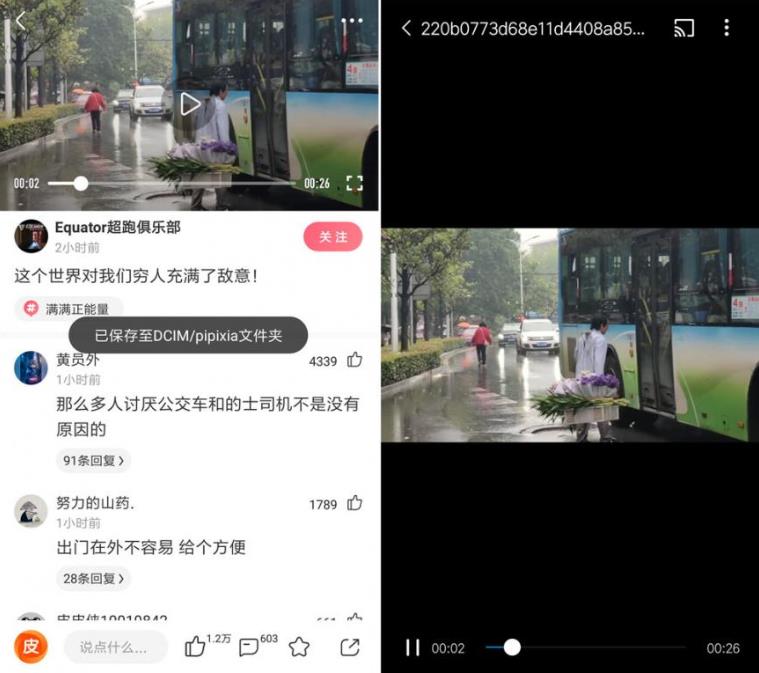 00:02
00:26
Equator超跑俱乐部
2小时前
关注
这个世界对我们穷人充满了敌意!
满满正能量
已保存至DCIM/pipixia文件夹
黄员外
4339
1小时前
那么多人讨厌公交车和的士司机不是没有
原因的
91条回复
努力的山药.
1789
1小时前
出门在外不容易 给个方便
28条回复
皮
说点什么...
1.2万
603
220b0773d68e11d4408a85...
4路
00:02
00:26